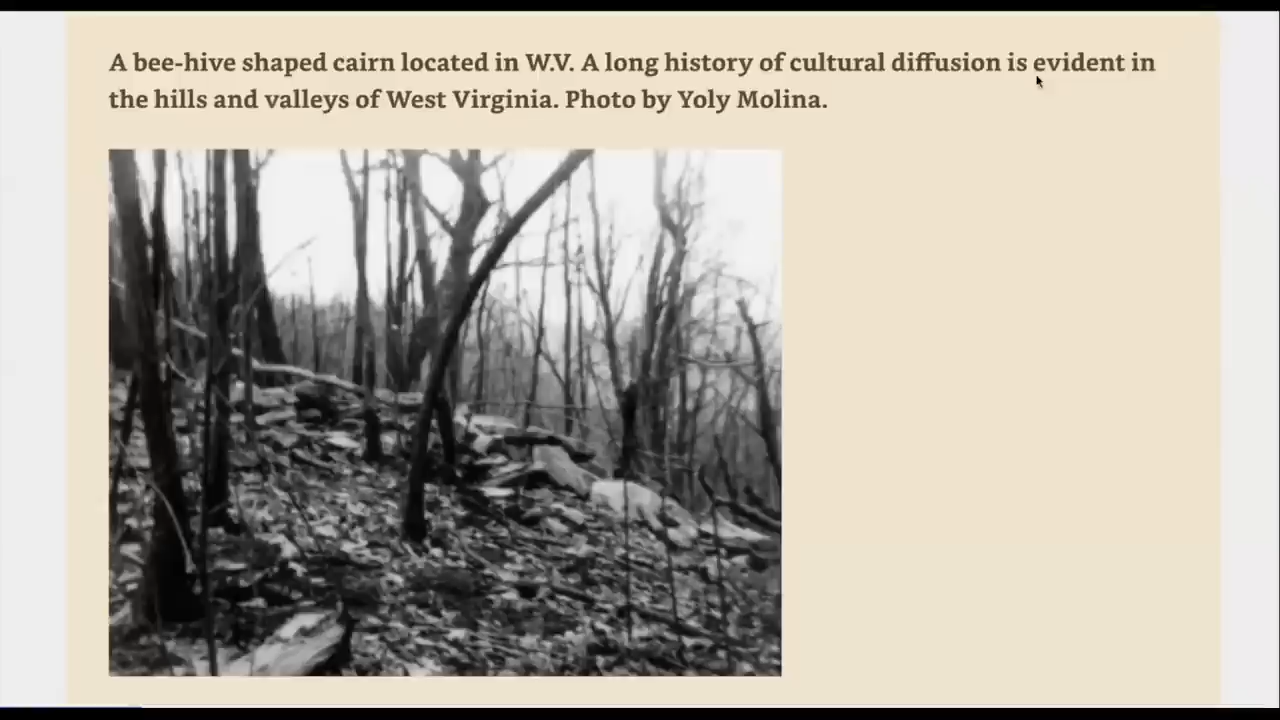 A bee-hive shaped cairn located in W.V. A long history of cultural diffusion is evident in
the hills and valleys of West Virginia. Photo by Yoly Molina.